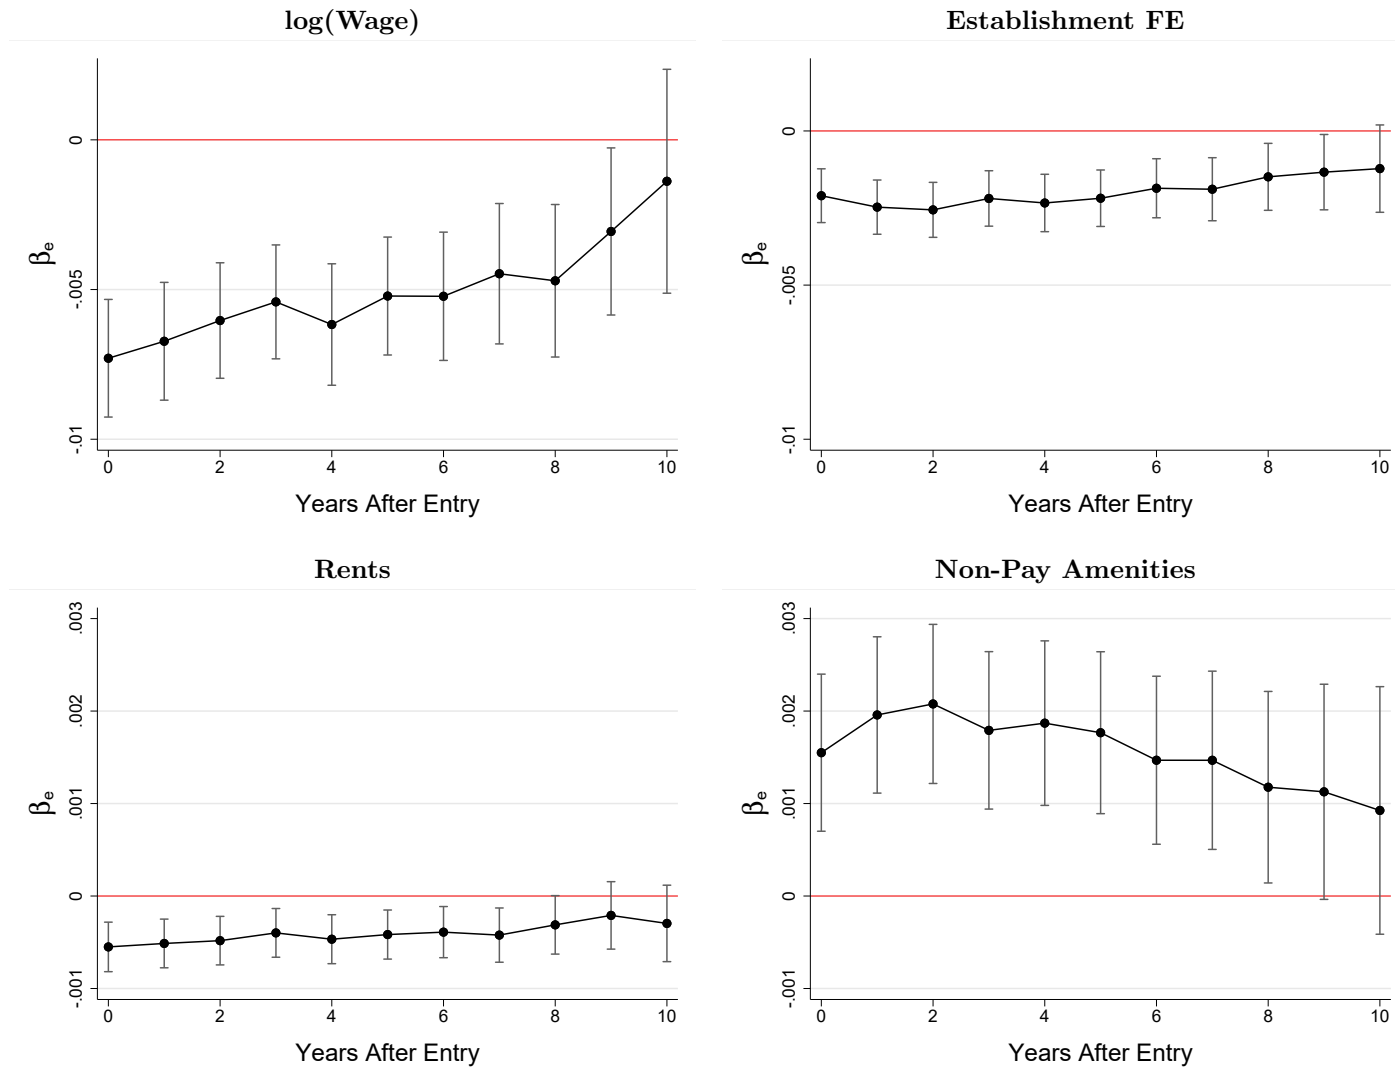 log(Wage)
0
-.005
-.01
βe
0 2 4 6 8 10
Years After Entry
Establishment FE
0
-.005
-.01
βe
0 2 4 6 8 10
Years After Entry
Rents
.003
.002
.001
0
-.001
βe
0 2 4 6 8 10
Years After Entry
Non-Pay Amenities
.003
.002
.001
0
-.001
βe
0 2 4 6 8 10
Years After Entry